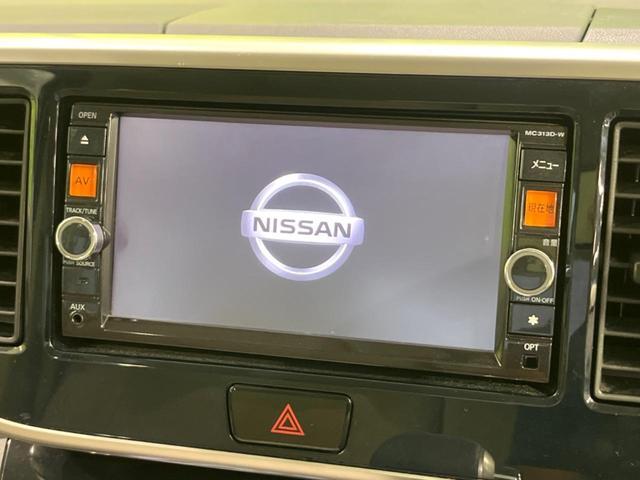 OPEN
MC313D-W
メニュー
AV
TRACK/TUNE
現在地
音量
NISSAN
PUSH SOURCE
PUSH ON-OFF
AUX
OPT